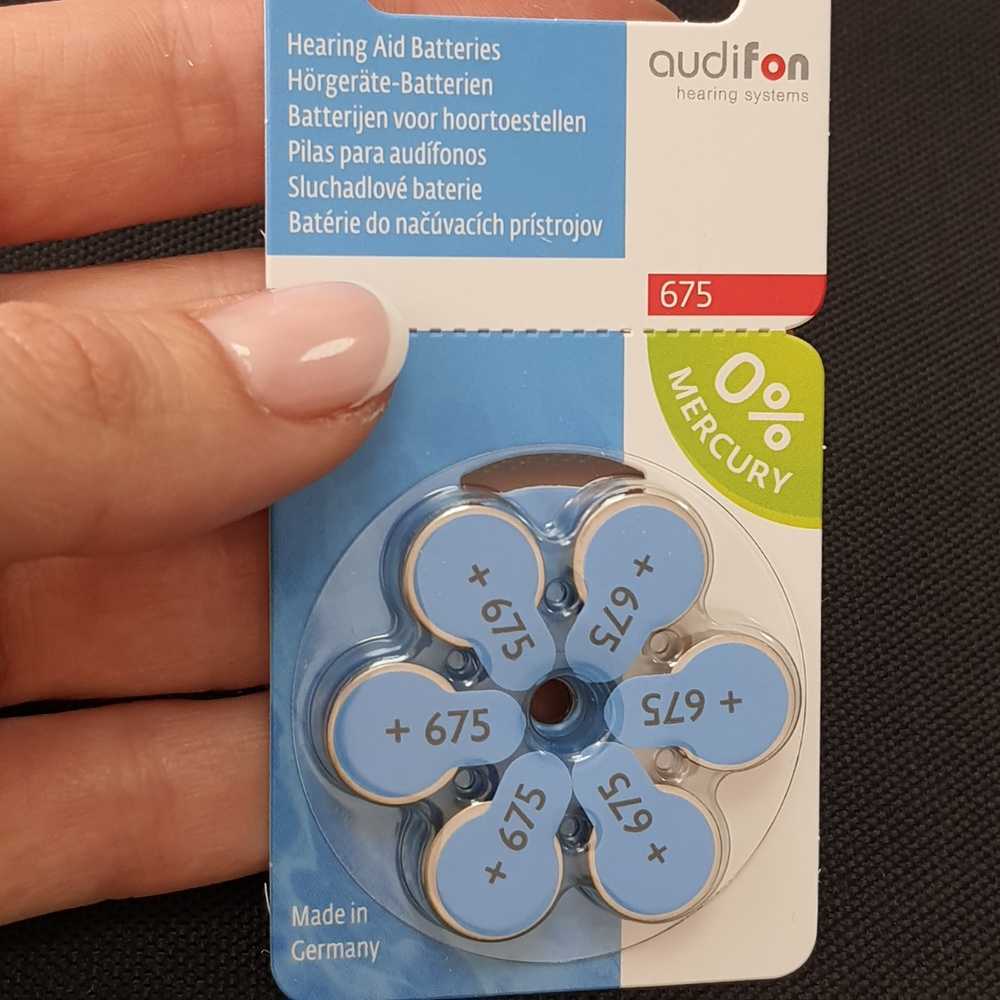 Hearing Aid Batteries
Hörgeräte-Batterien
Batterijen voor hoortoestellen
Pilas para audífonos
Sluchadlové baterie
Batérie do načúvacích prístrojov
audifon
hearing systems
675
0%
MERCURY
+ 675
+ 675
+ 675
+ 675
+ 675
+ 675
Made in
Germany